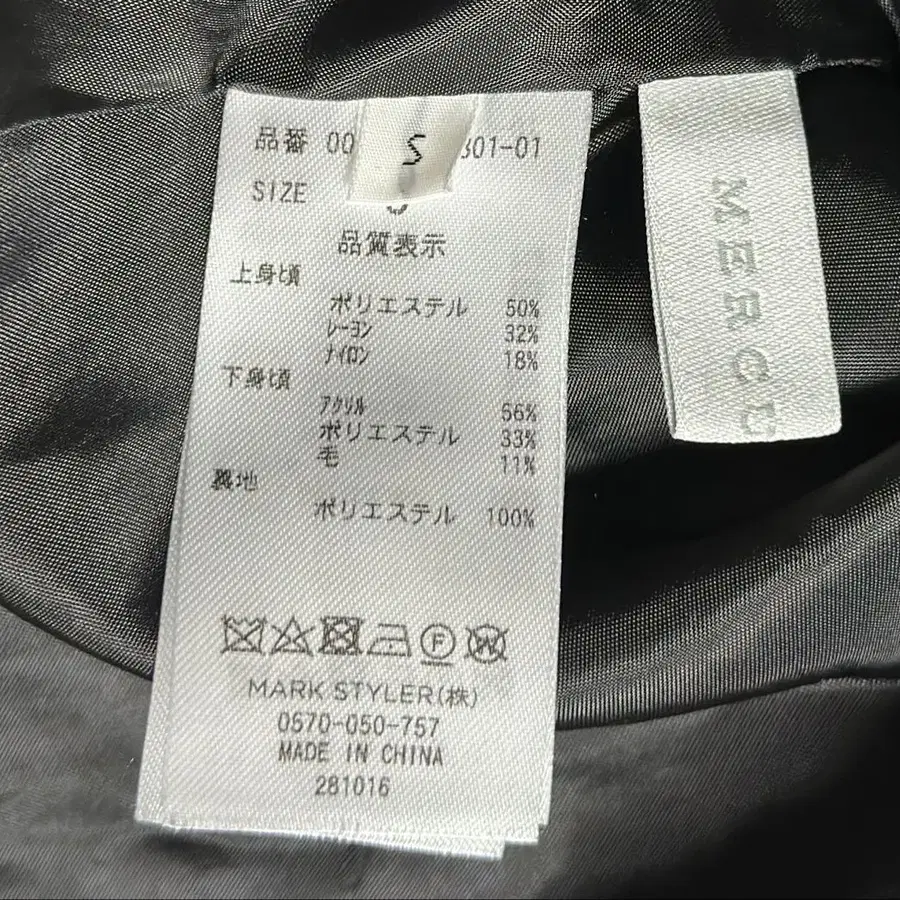 品番 00 S 301-01
SIZE
品質表示
上身頃
ポリエステル 50%
レーヨン 32%
ナイロン 18%
下身頃
アクリル 56%
ポリエステル 33%
毛 11%
裏地
ポリエステル 100%
F
W
MARK STYLER(株)
0570-050-757
MADE IN CHINA
281016
MERCU